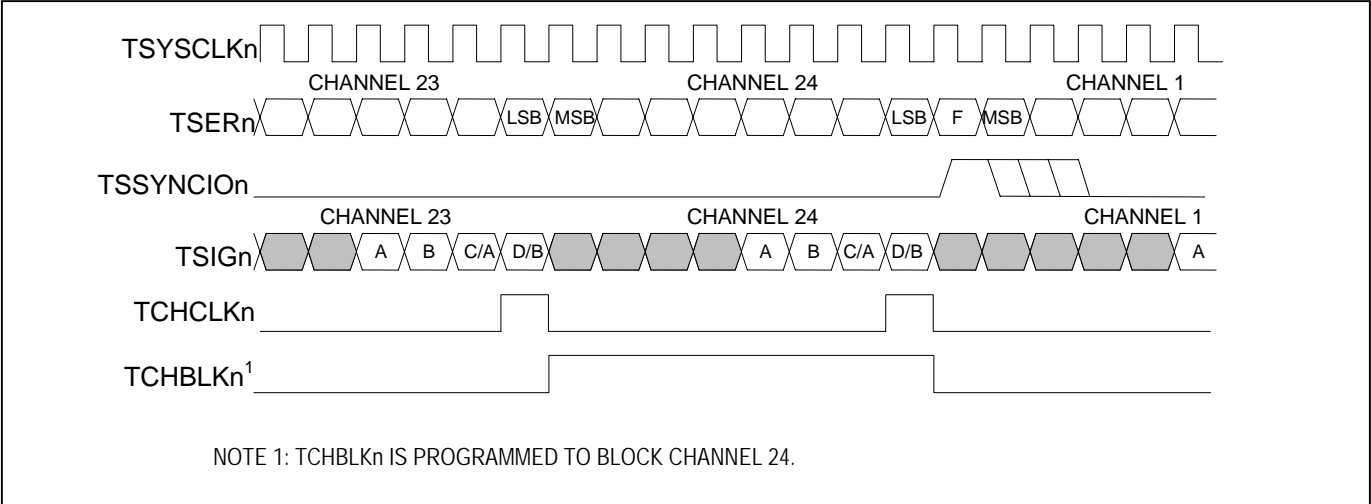 TSYSCLKn
CHANNEL 23 CHANNEL 24 CHANNEL 1
TSERn LSB MSB LSB F MSB
TSSYNCIOn
CHANNEL 23 CHANNEL 24 CHANNEL 1
TSIGn A B C/A D/B A B C/A D/B A
TCHCLKn
TCHBLKn¹
NOTE 1: TCHBLKn IS PROGRAMMED TO BLOCK CHANNEL 24.